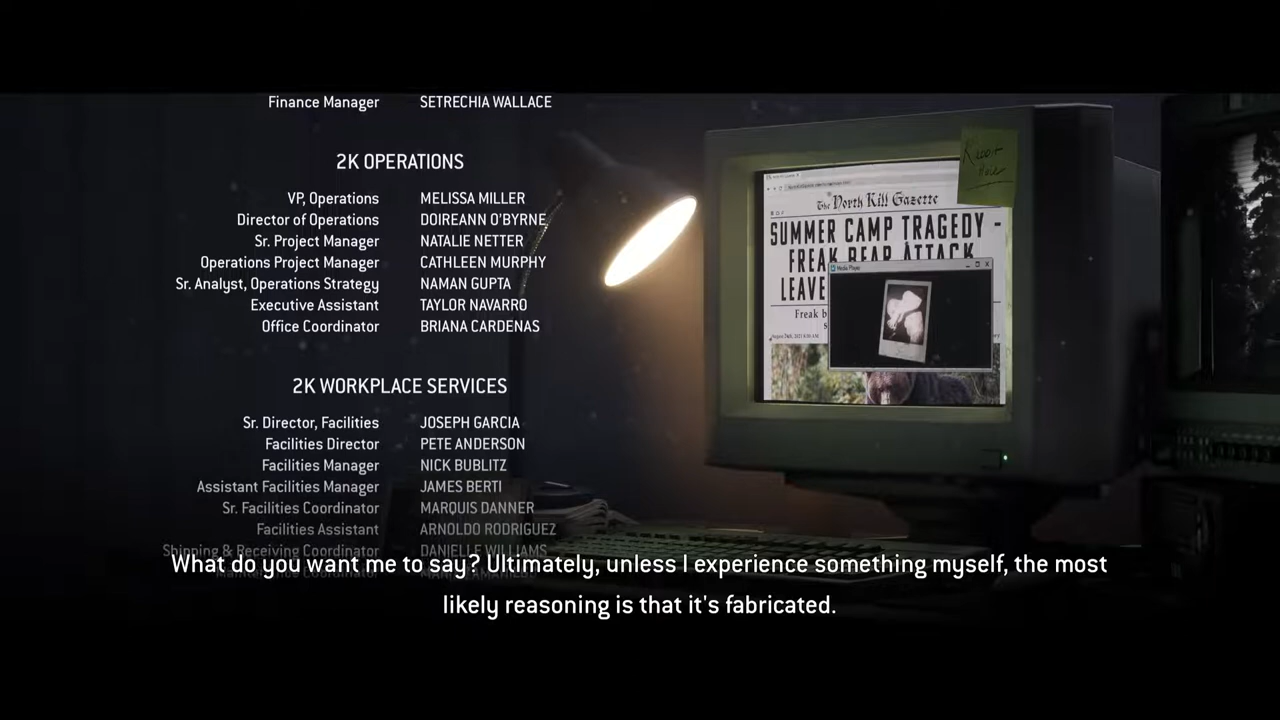 Finance Manager SETRECHIA WALLACE
2K OPERATIONS
VP, Operations MELISSA MILLER
Director of Operations DOIREANN O'BYRNE
Sr. Project Manager NATALIE NETTER
Operations Project Manager CATHLEEN MURPHY
Sr. Analyst, Operations Strategy NAMAN GUPTA
Executive Assistant TAYLOR NAVARRO
Office Coordinator BRIANA CARDENAS
2K WORKPLACE SERVICES
Sr. Director, Facilities JOSEPH GARCIA
Facilities Director PETE ANDERSON
Facilities Manager NICK BUBLITZ
Assistant Facilities Manager JAMES BERTI
Sr. Facilities Coordinator MARQUIS DANNER
Facilities Assistant ARNOLDO RODRIGUEZ
Shipping & Receiving Coordinator DANIELLE WILLIAMS
What do you want me to say? Ultimately, unless I experience something myself, the most
likely reasoning is that it's fabricated.
The North Kill Gazette
SUMMER CAMP TRAGEDY -
FREAK BEAR ATTACK
LEAVE
Freak b
Media Player